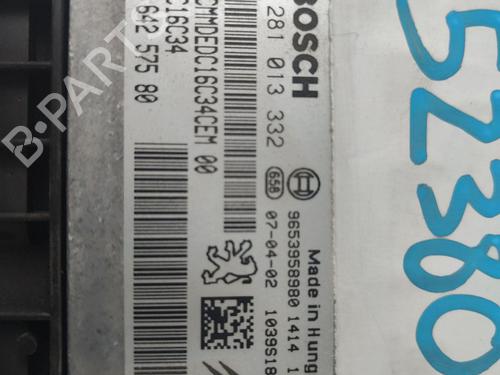 BOSCH
281 013 332
CMMDEDC16C34CEM 00
C16C34
642 575 80
658
07-04-02
9653958980
Made in Hung
1414 1
1039S18
B-PARTS
52380